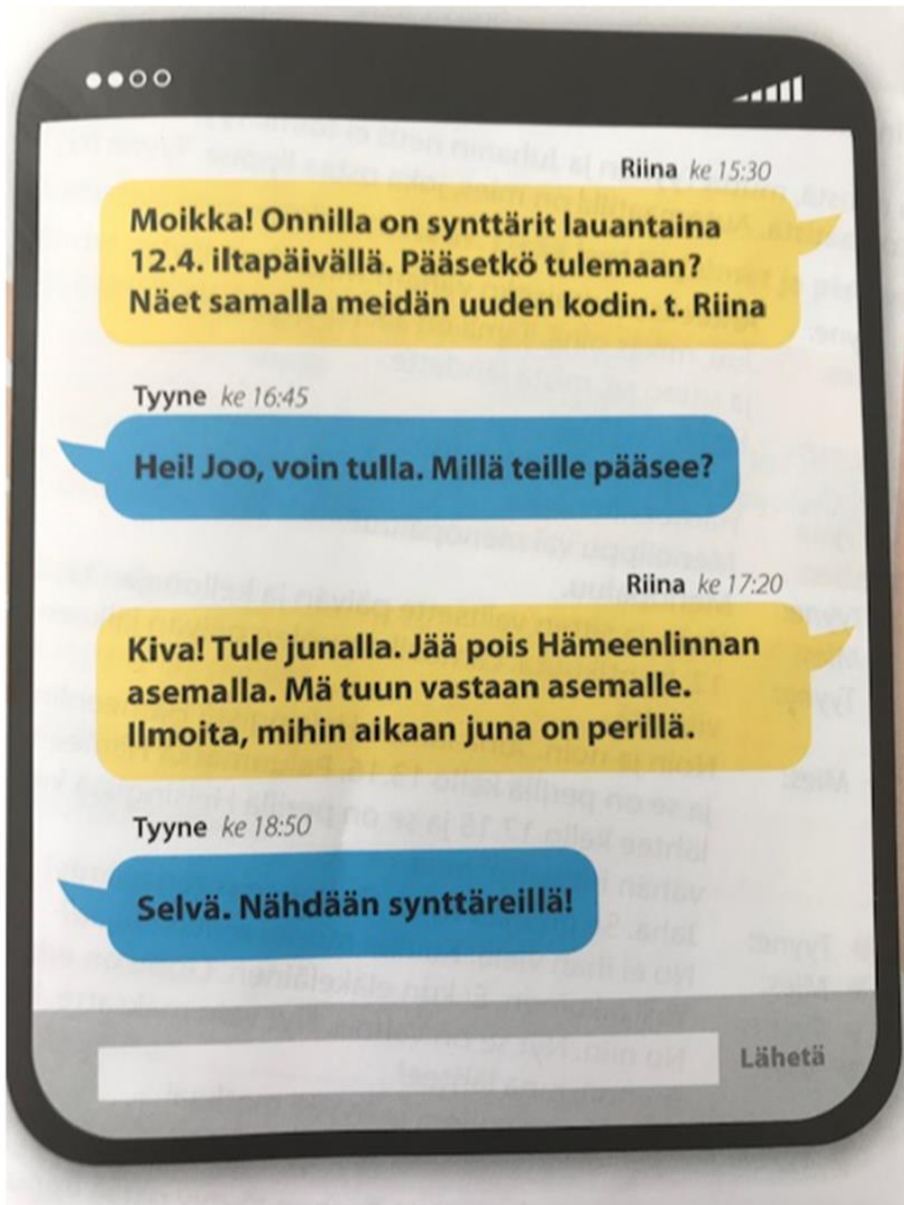 Riina ke 15:30
Moikka! Onnilla on synttärit lauantaina
12.4. iltapäivällä. Pääsetkö tulemaan?
Näet samalla meidän uuden kodin. t. Riina
Tyyne ke 16:45
Hei! Joo, voin tulla. Millä teille pääsee?
Riina ke 17:20
Kiva! Tule junalla. Jää pois Hämeenlinnan
asemalla. Mä tuun vastaan asemalle.
Ilmoita, mihin aikaan juna on perillä.
Tyyne ke 18:50
Selvä. Nähdään synttäreillä!
Lähetä